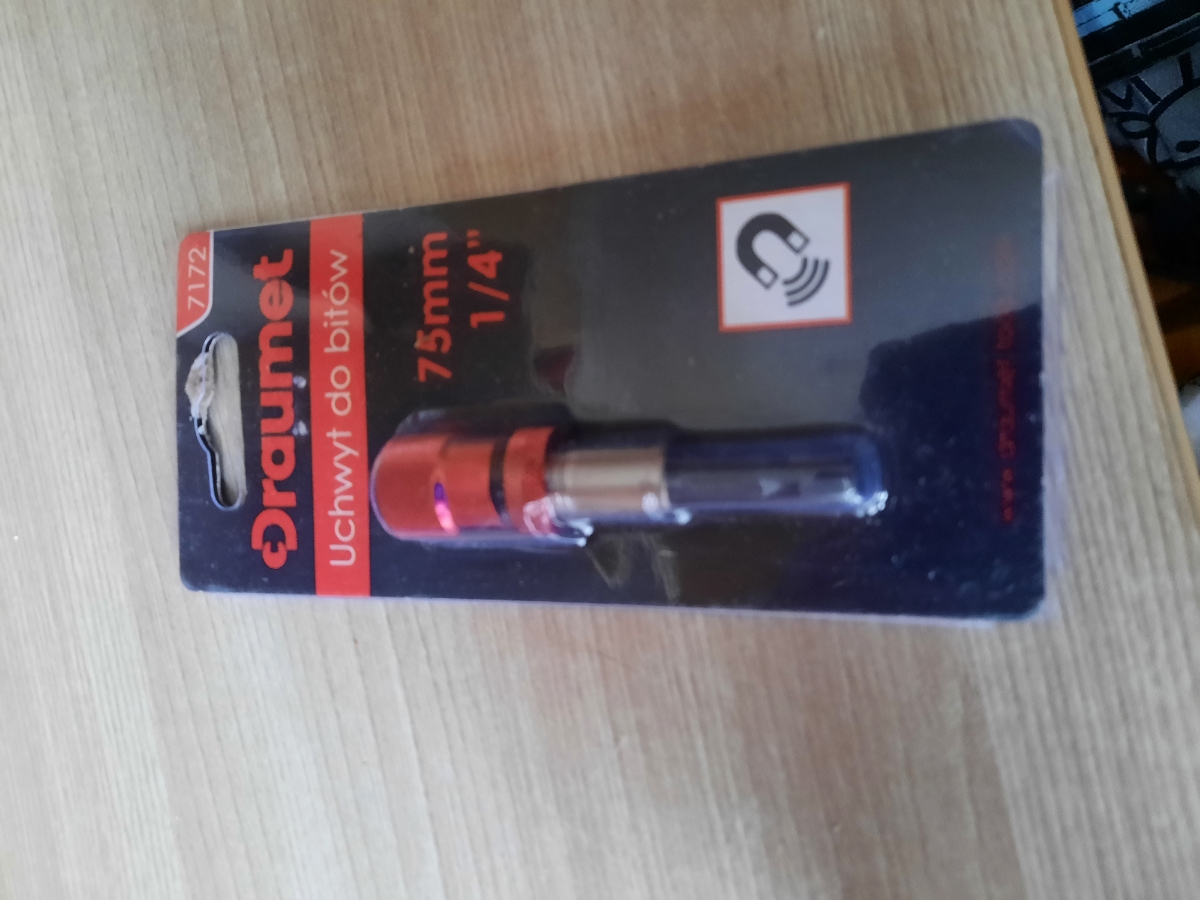 7172
Draumet
Uchwyt do bitów
75mm
1/4"